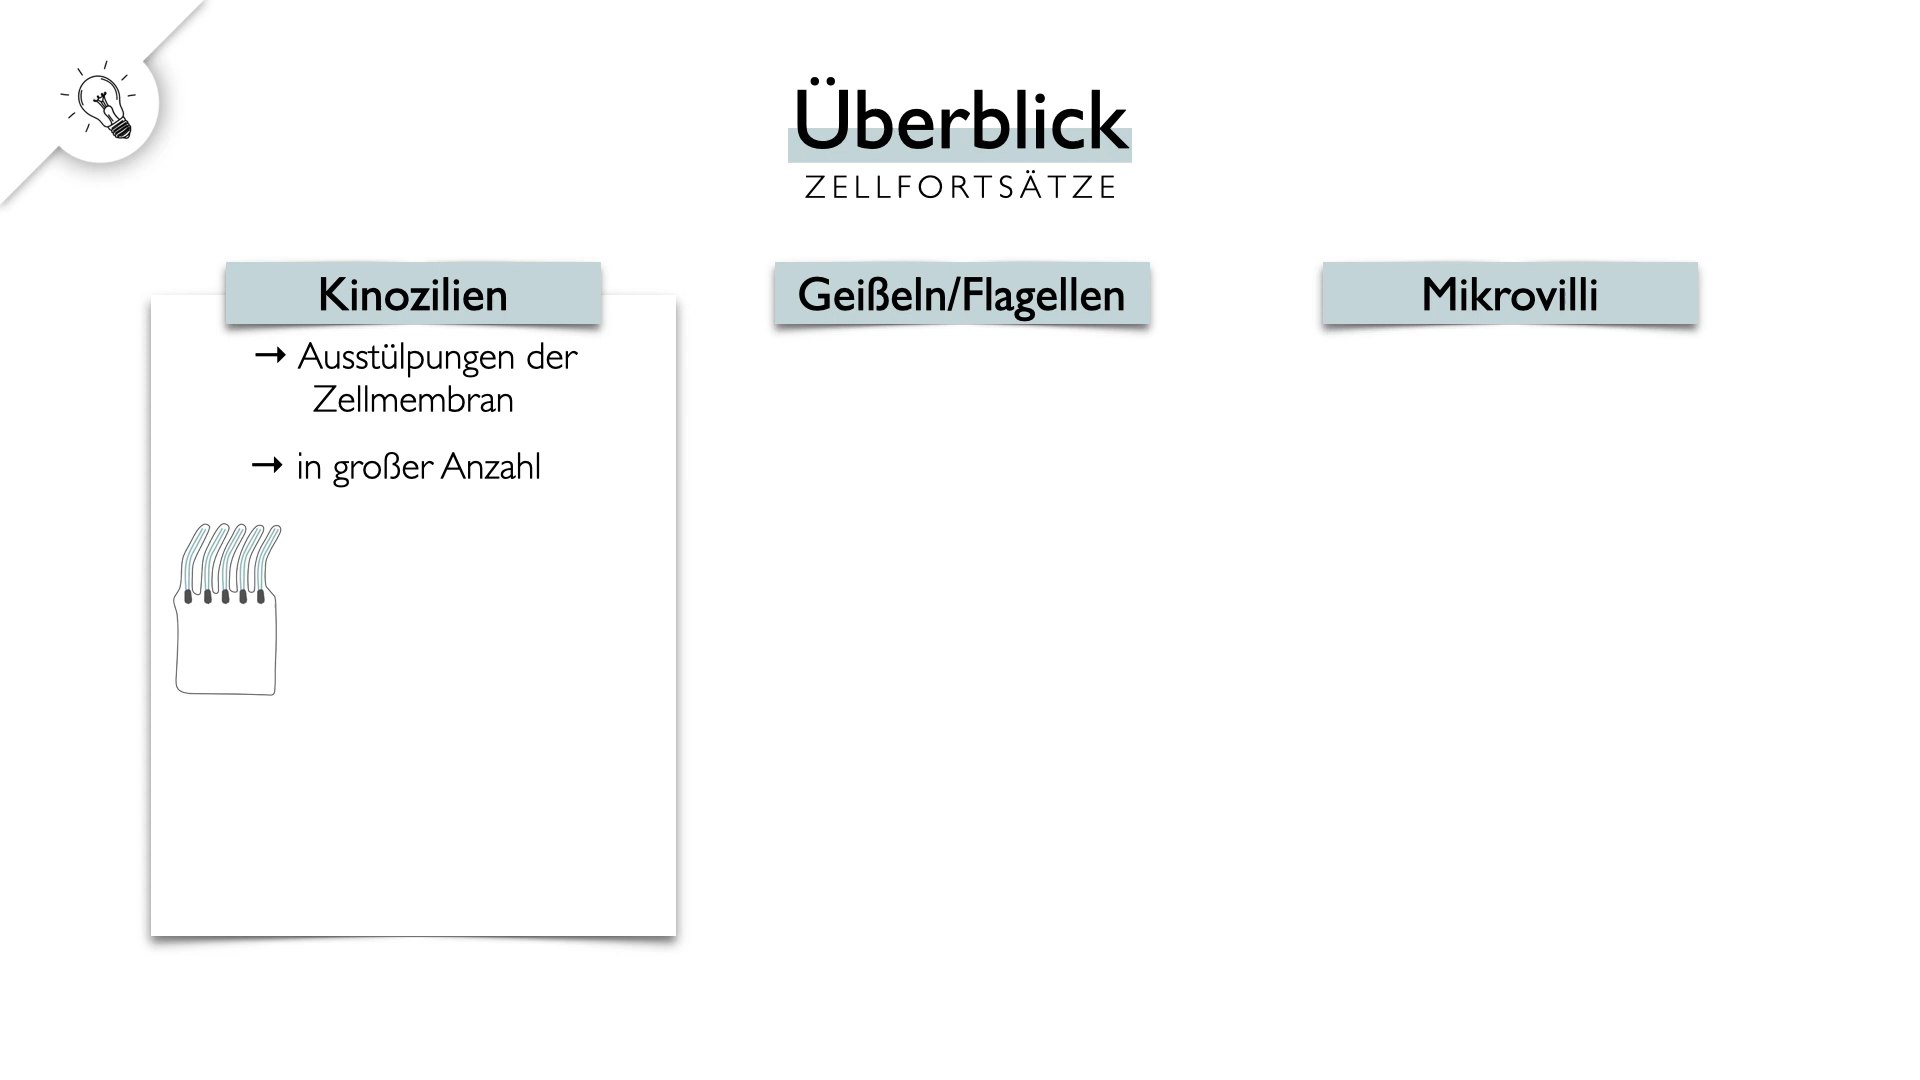 Überblick
ZELLFORTSÄTZE
Kinozilien
→ Ausstülpungen der
Zellmembran
→ in großer Anzahl
Geißeln/Flagellen
Mikrovilli